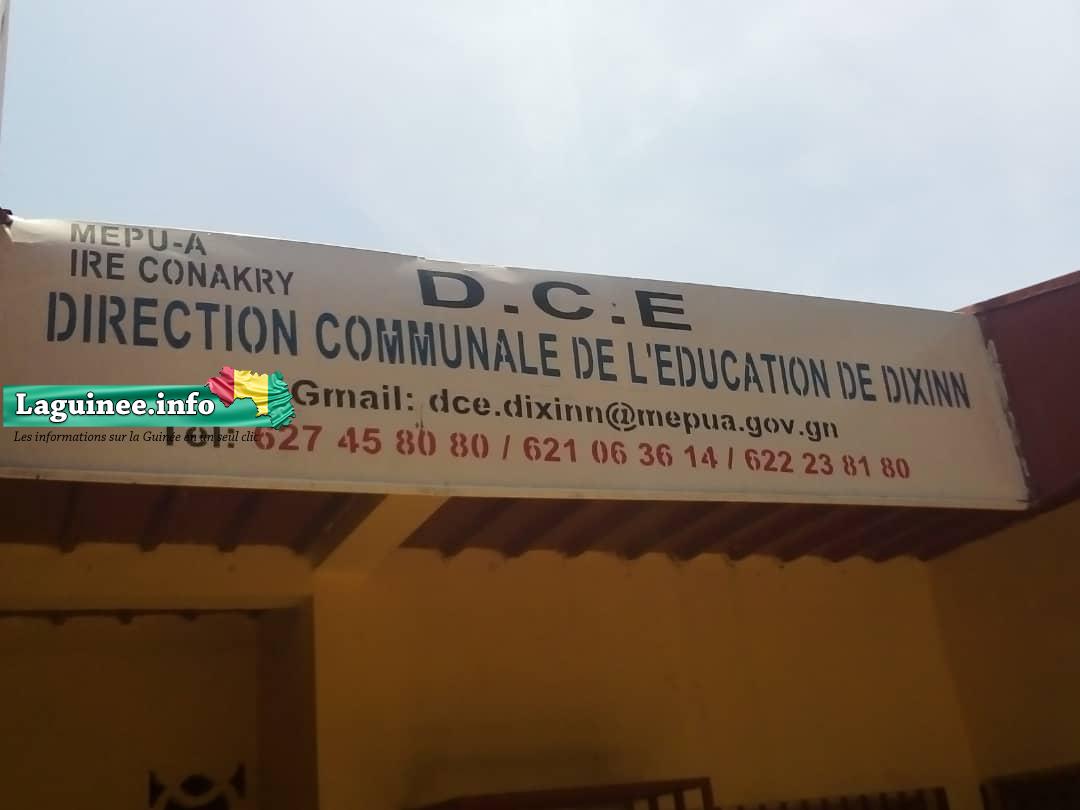 MEPU-A
IRE CONAKRY
D.C.E
DIRECTION COMMUNALE DE L'EDUCATION DE DIXINN
Gmail: dce.dixinn@mepua.gov.gn
Tel: 627 45 80 80 / 621 06 36 14 / 622 23 81 80
Laguinee.info
Les informations sur la Guinée en un seul clic